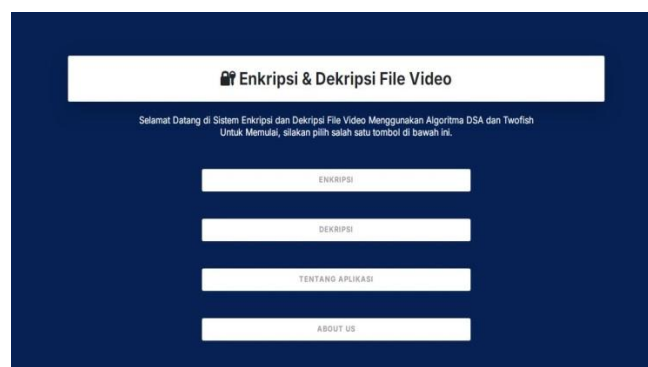 🔐 Enkripsi & Dekripsi File Video
Selamat Datang di Sistem Enkripsi dan Dekripsi File Video Menggunakan Algoritma DSA dan Twofish
Untuk Memulai, silakan pilih salah satu tombol di bawah ini.
ENKRIPSI
DEKRIPSI
TENTANG APLIKASI
ABOUT US